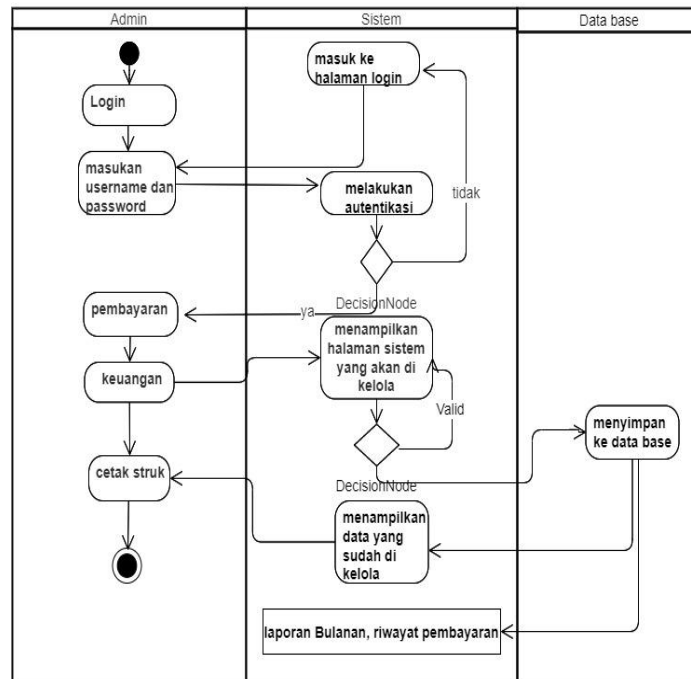 Admin
Sistem
Data base
Login
masukan
username dan
password
masuk ke
halaman login
melakukan
autentikasi
tidak
DecisionNode
ya
pembayaran
keuangan
menampilkan
halaman sistem
yang akan di
kelola
Valid
menyimpan
ke data base
DecisionNode
cetak struk
menampilkan
data yang
sudah di
kelola
laporan Bulanan, riwayat pembayaran